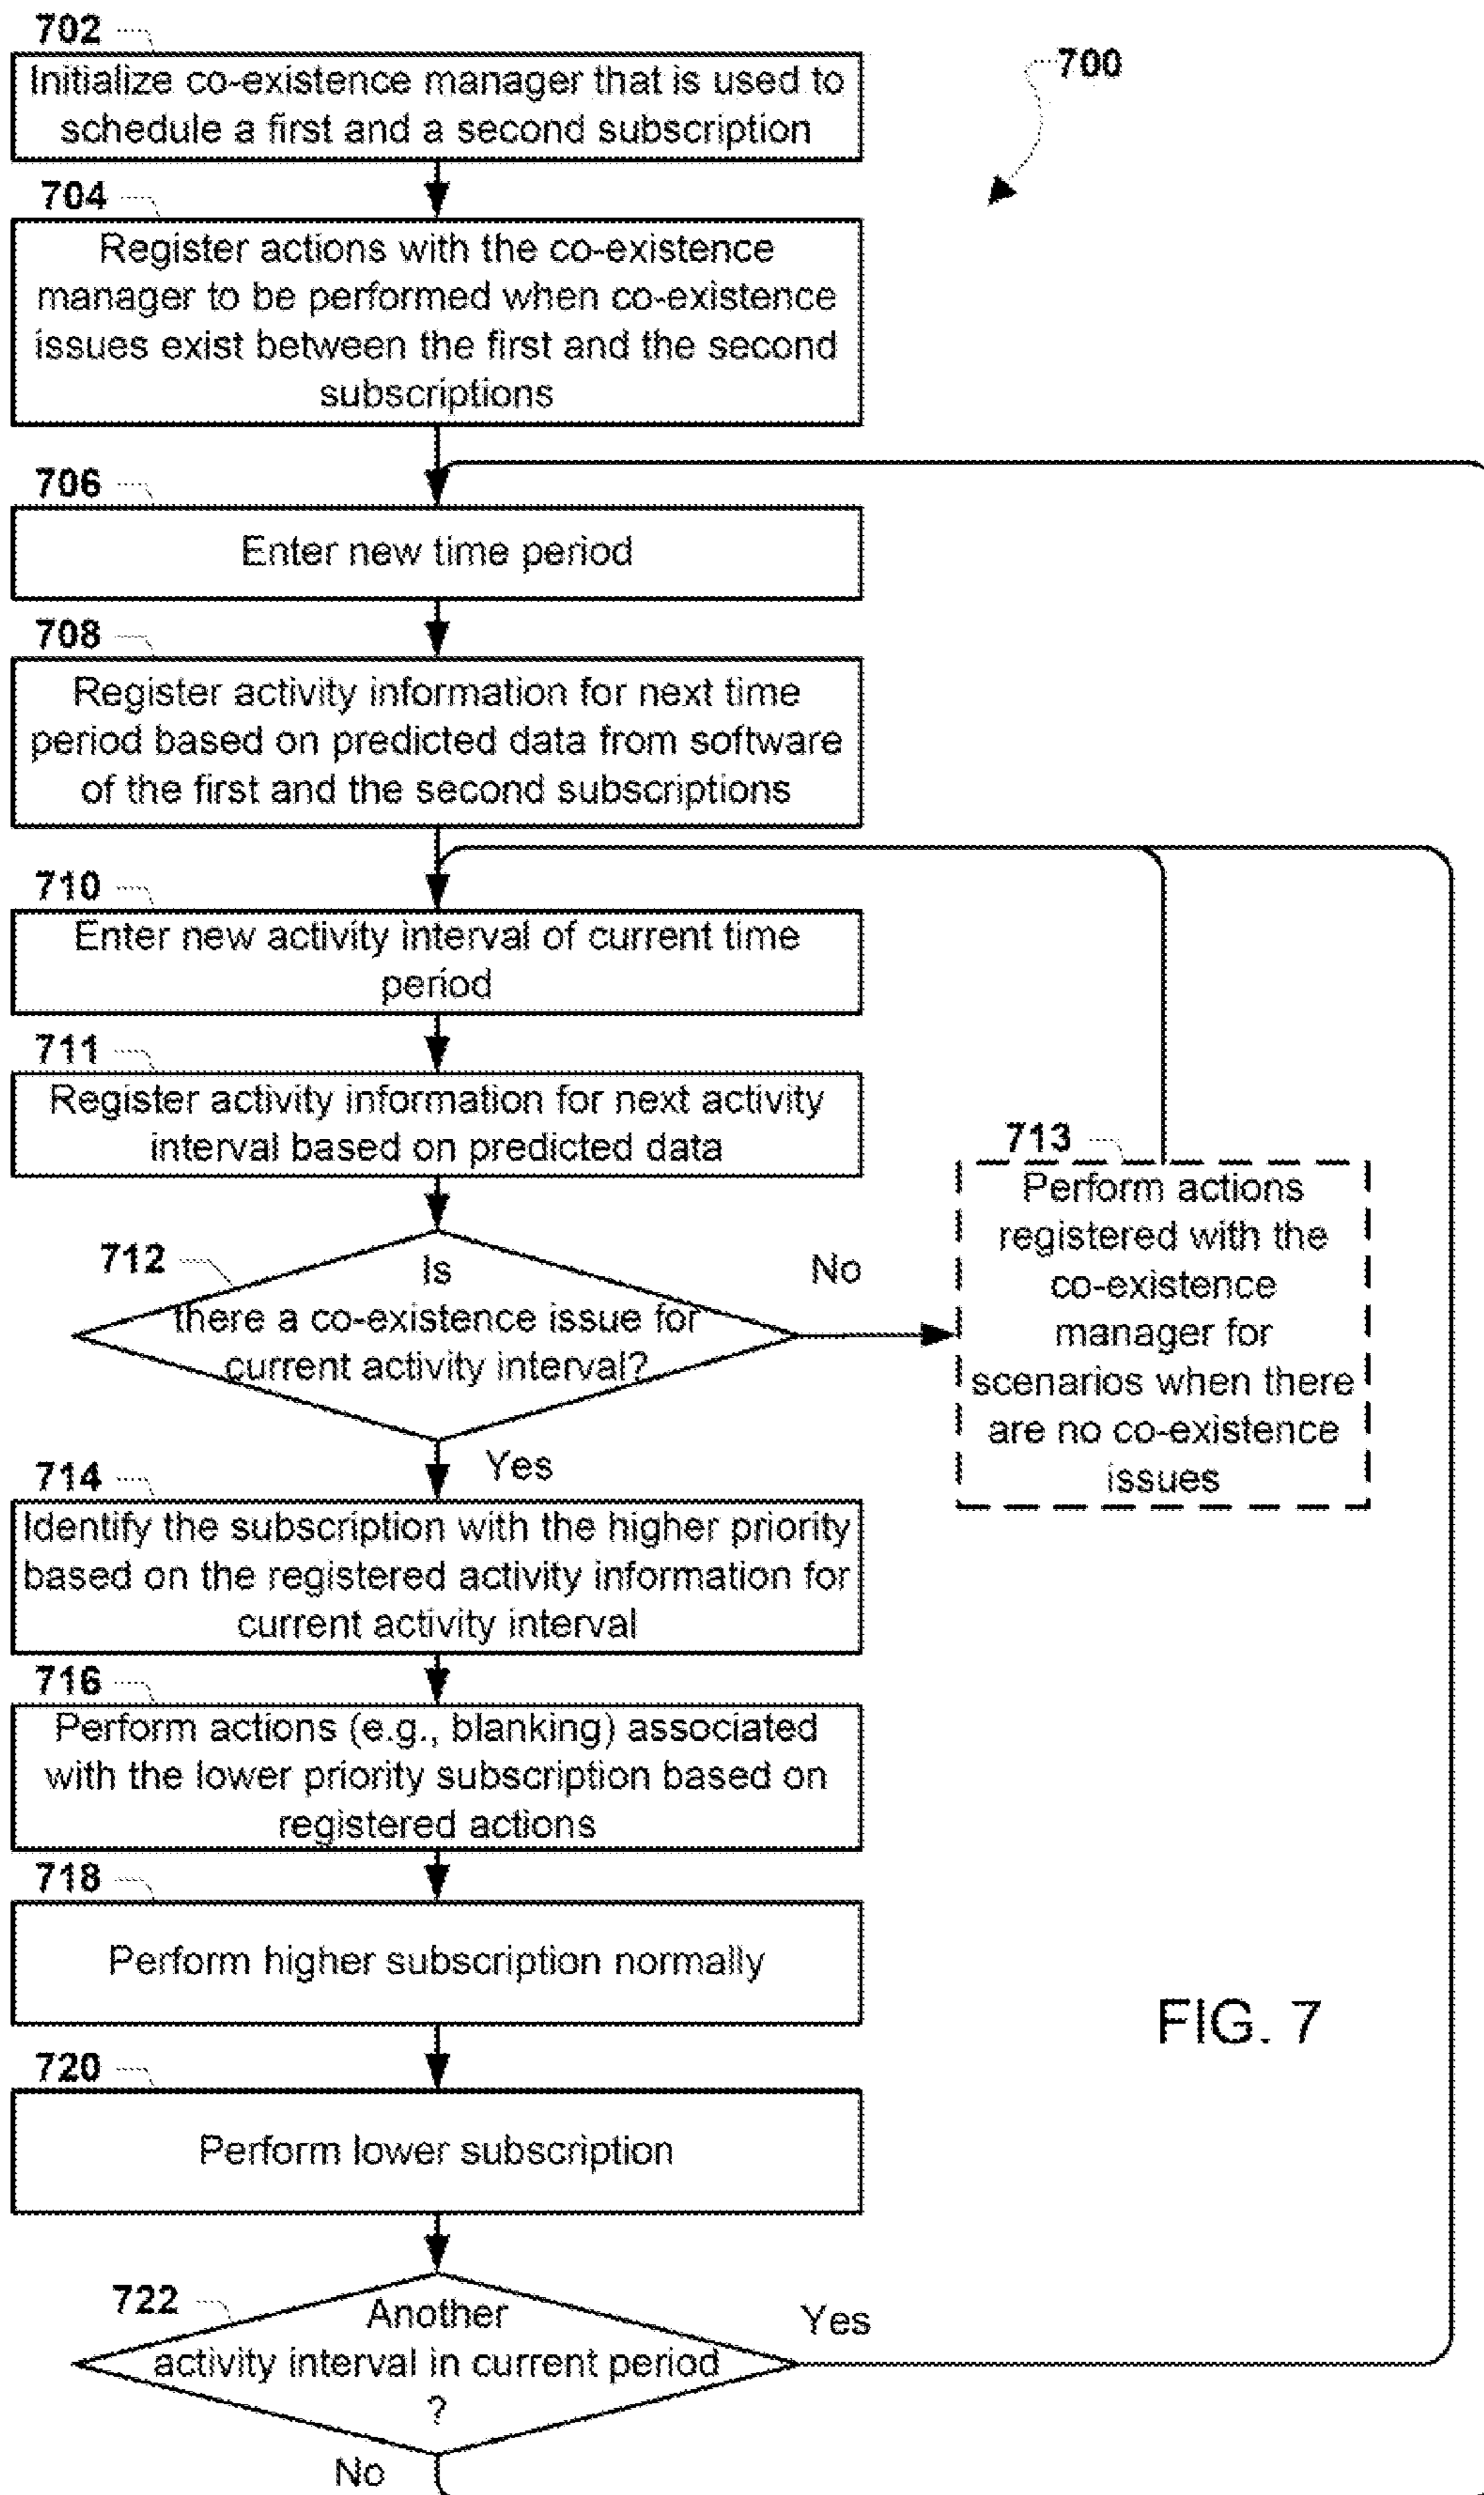 702
Initialize co-existence manager that is used to
schedule a first and a second subscription
700
704
Register actions with the co-existence
manager to be performed when co-existence
issues exist between the first and the second
subscriptions
706
Enter new time period
708
Register activity information for next time
period based on predicted data from software
of the first and the second subscriptions
710
Enter new activity interval of current time
period
711
Register activity information for next activity
interval based on predicted data
712
Is
there a co-existence issue for
current activity interval?
No
Yes
713
Perform actions
registered with the
co-existence
manager for
scenarios when there
are no co-existence
issues
714
Identify the subscription with the higher priority
based on the registered activity information for
current activity interval
716
Perform actions (e.g., blanking) associated
with the lower priority subscription based on
registered actions
718
Perform higher subscription normally
FIG. 7
720
Perform lower subscription
722
Another
activity interval in current period
?
Yes
No